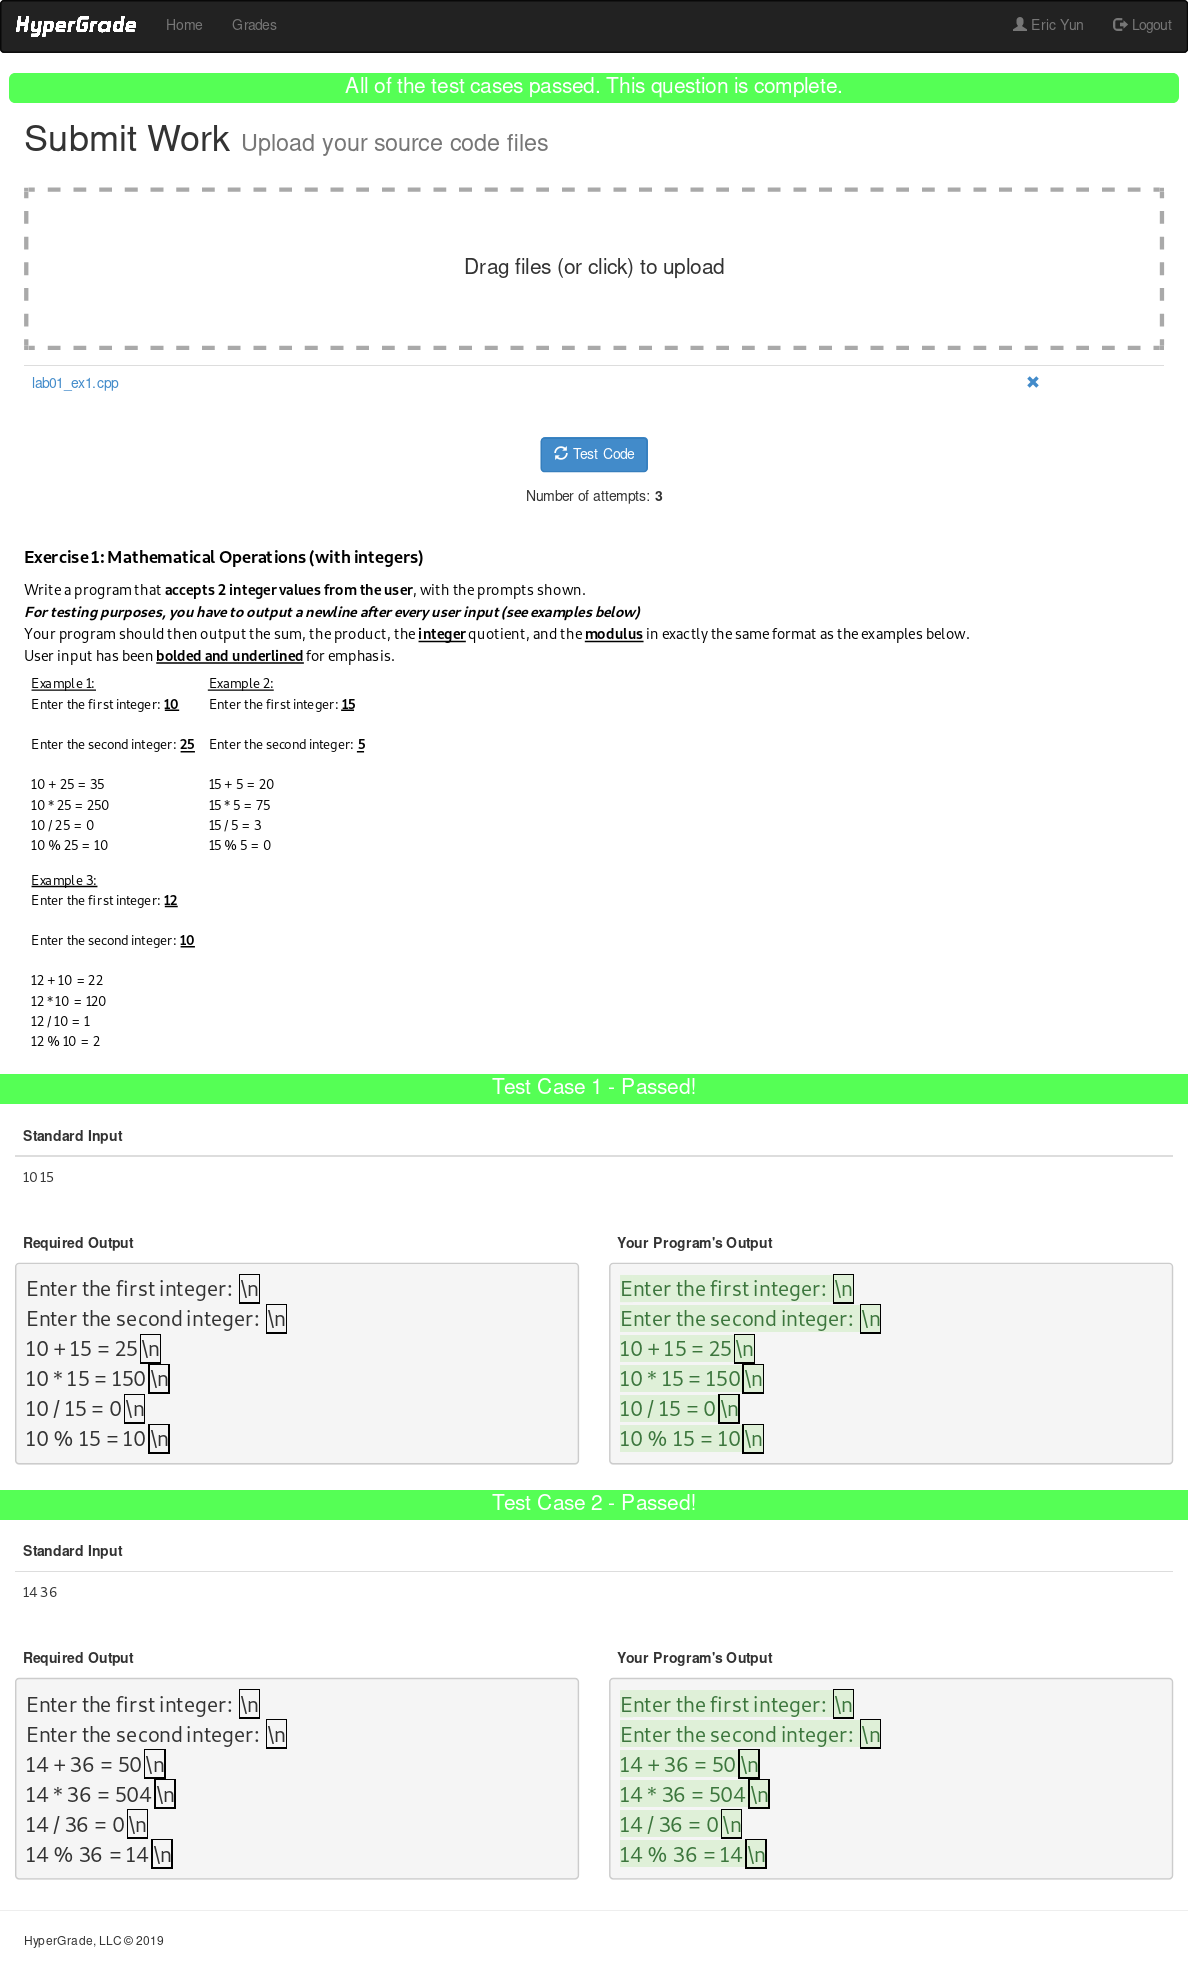 HyperGrade Home Grades Eric Yun Logout
All of the test cases passed. This question is complete.
Submit Work Upload your source code files
Drag files (or click) to upload
lab01_ex1.cpp
Test Code
Number of attempts: 3
Exercise 1: Mathematical Operations (with integers)
Write a program that accepts 2 integer values from the user, with the prompts shown.
For testing purposes, you have to output a newline after every user input (see examples below)
Your program should then output the sum, the product, the integer quotient, and the modulus in exactly the same format as the examples below.
User input has been bolded and underlined for emphasis.
Example 1:
Enter the first integer: 10
Enter the second integer: 25
10 + 25 = 35
10 * 25 = 250
10 / 25 = 0
10 % 25 = 10
Example 2:
Enter the first integer: 15
Enter the second integer: 5
15 + 5 = 20
15 * 5 = 75
15 / 5 = 3
15 % 5 = 0
Example 3:
Enter the first integer: 12
Enter the second integer: 10
12 + 10 = 22
12 * 10 = 120
12 / 10 = 1
12 % 10 = 2
Test Case 1 - Passed!
Standard Input
10 15
Required Output
Enter the first integer: \n
Enter the second integer: \n
10 + 15 = 25\n
10 * 15 = 150\n
10 / 15 = 0\n
10 % 15 = 10\n
Your Program's Output
Enter the first integer: \n
Enter the second integer: \n
10 + 15 = 25\n
10 * 15 = 150\n
10 / 15 = 0\n
10 % 15 = 10\n
Test Case 2 - Passed!
Standard Input
14 36
Required Output
Enter the first integer: \n
Enter the second integer: \n
14 + 36 = 50\n
14 * 36 = 504\n
14 / 36 = 0\n
14 % 36 = 14\n
Your Program's Output
Enter the first integer: \n
Enter the second integer: \n
14 + 36 = 50\n
14 * 36 = 504\n
14 / 36 = 0\n
14 % 36 = 14\n
HyperGrade, LLC © 2019